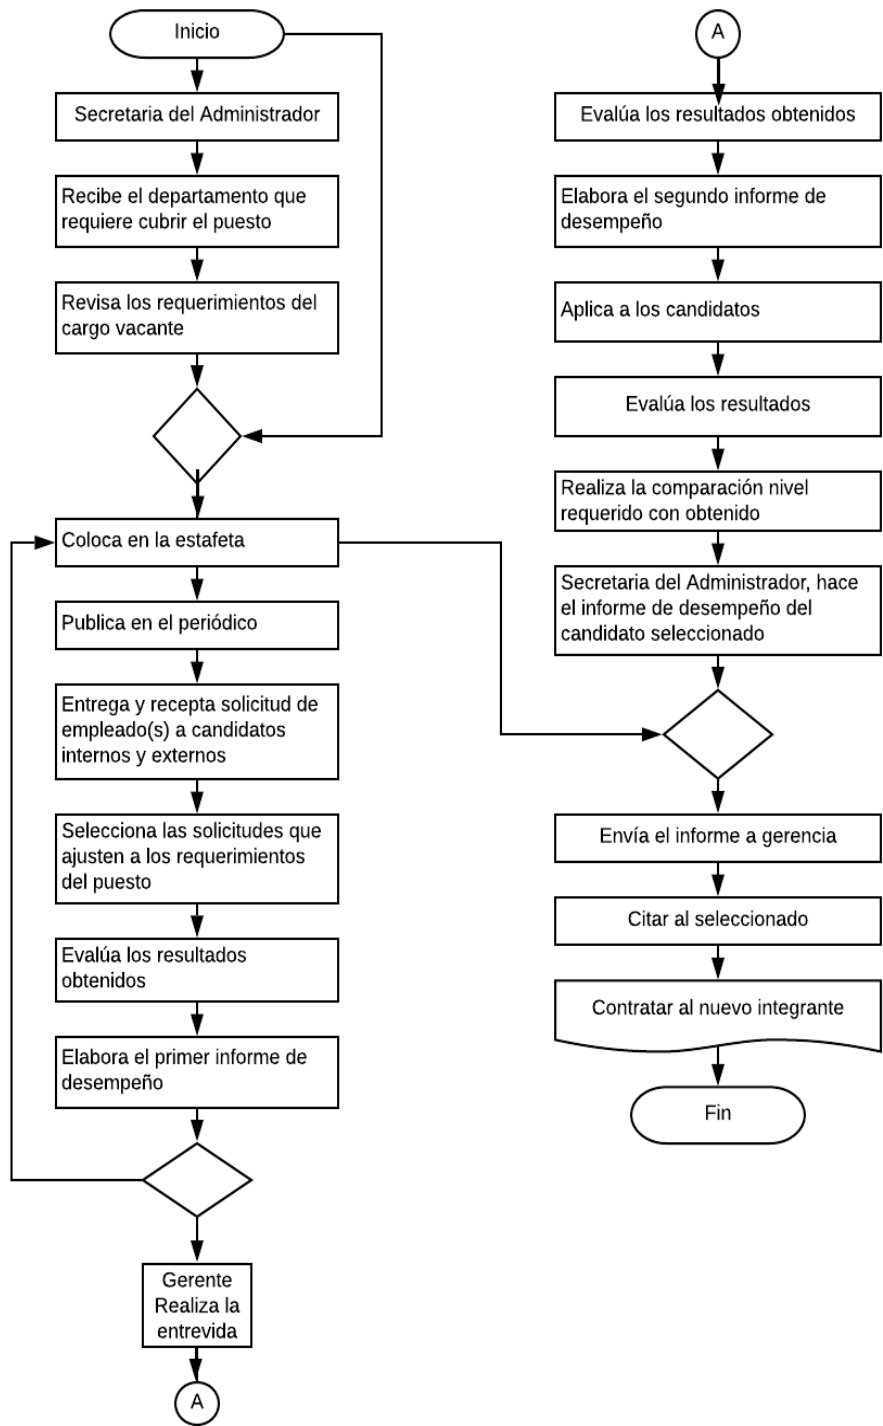 Inicio
Secretaria del Administrador
Recibe el departamento que
requiere cubrir el puesto
Revisa los requerimientos del
cargo vacante
Coloca en la estafeta
Publica en el periódico
Entrega y recepta solicitud de
empleado(s) a candidatos
internos y externos
Selecciona las solicitudes que
ajusten a los requerimientos
del puesto
Evalúa los resultados
obtenidos
Elabora el primer informe de
desempeño
Gerente
Realiza la
entrevida
A
A
Evalúa los resultados obtenidos
Elabora el segundo informe de
desempeño
Aplica a los candidatos
Evalúa los resultados
Realiza la comparación nivel
requerido con obtenido
Secretaria del Administrador, hace
el informe de desempeño del
candidato seleccionado
Envía el informe a gerencia
Citar al seleccionado
Contratar al nuevo integrante
Fin